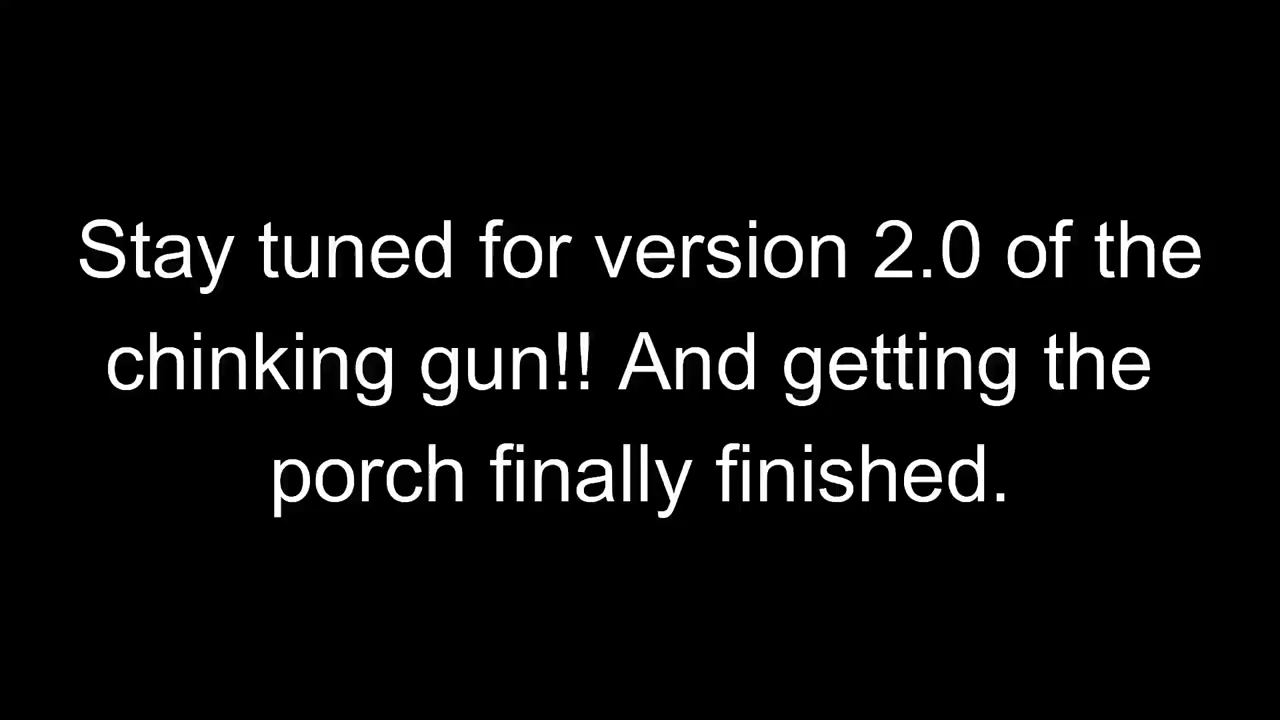 Stay tuned for version 2.0 of the
chinking gun!! And getting the
porch finally finished.